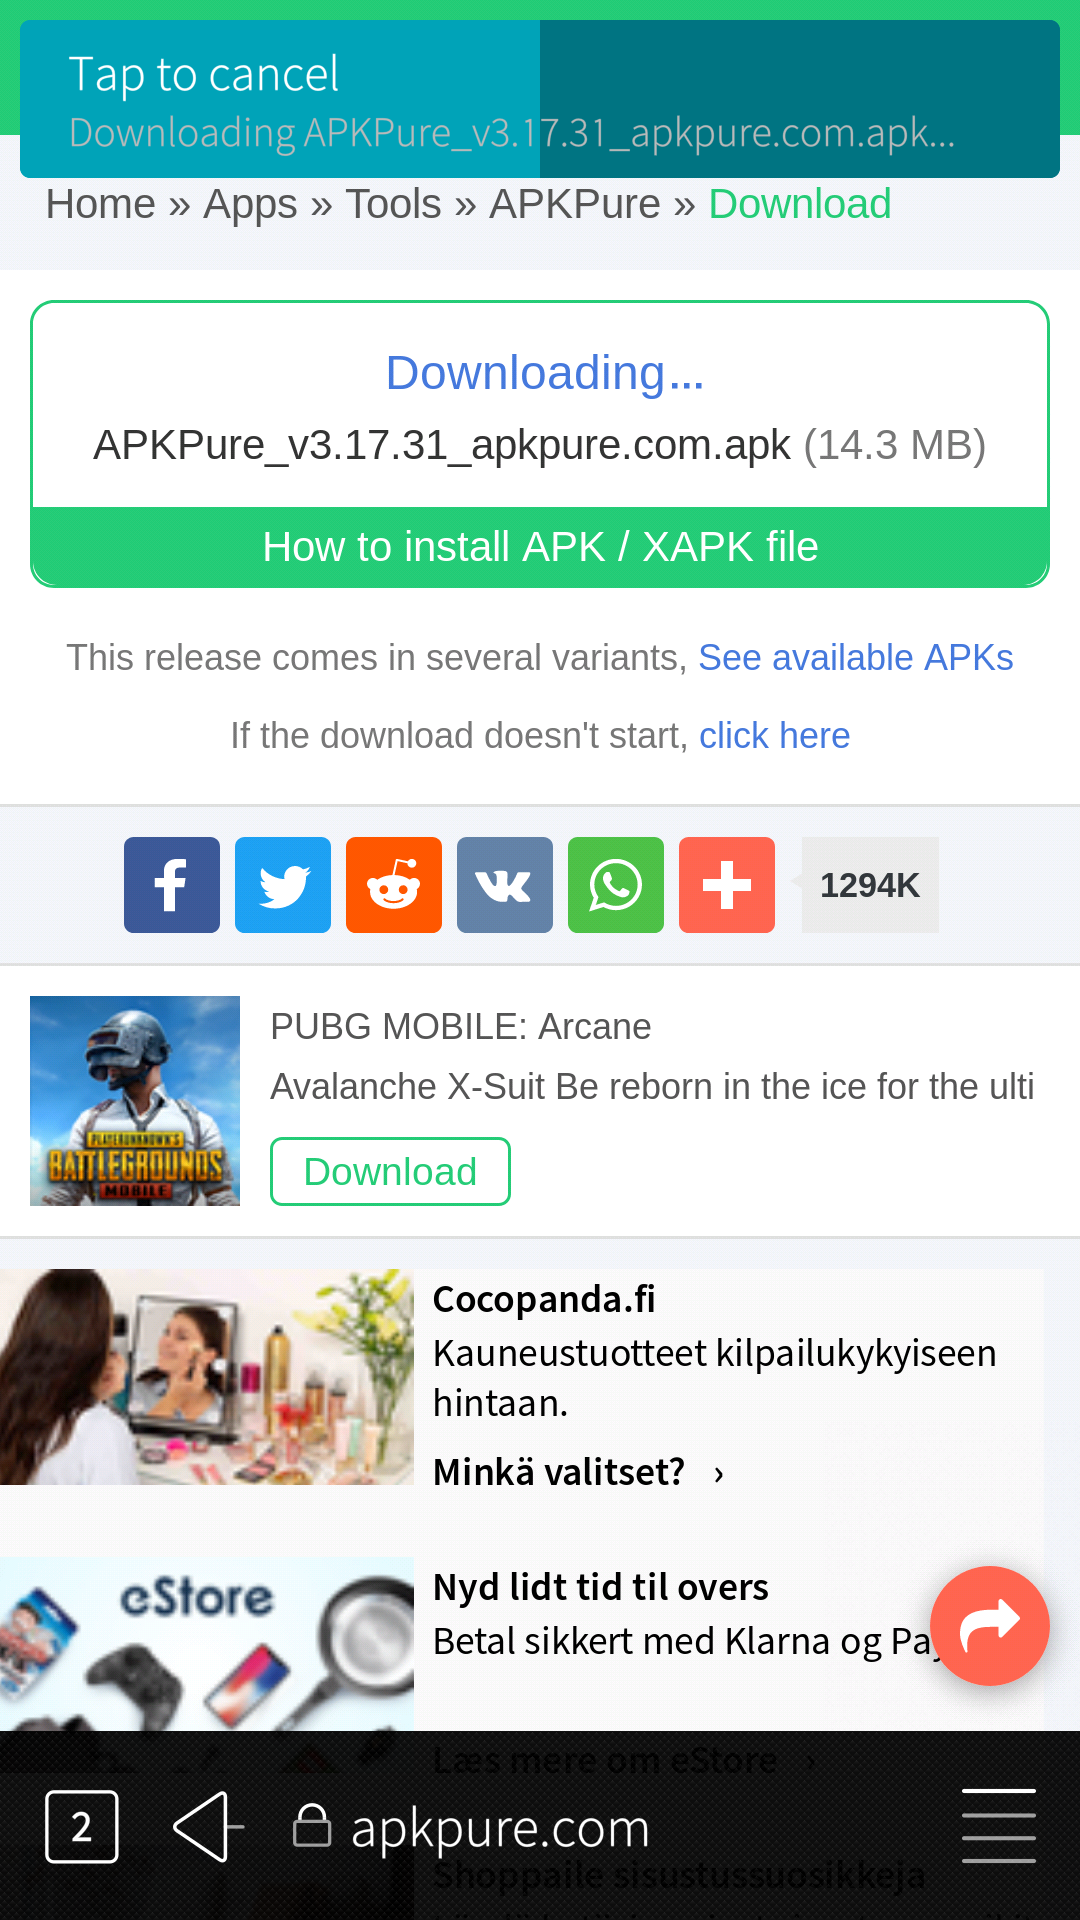 Tap to cancel
Downloading APKPure_v3.17.31_apkpure.com.apk...
Home » Apps » Tools » APKPure » Download
Downloading...
APKPure_v3.17.31_apkpure.com.apk (14.3 MB)
How to install APK / XAPK file
This release comes in several variants, See available APKs
If the download doesn't start, click here
1294K
PUBG MOBILE: Arcane
Avalanche X-Suit Be reborn in the ice for the ulti
PLAYERUNKNOWN'S
BATTLEGROUNDS
MOBILE
Download
Cocopanda.fi
Kauneustuotteet kilpailukykyiseen
hintaan.
Minkä valitset? ›
eStore
Nyd lidt tid til overs
Betal sikkert med Klarna og
Læs mere om eStore ›
2
apkpure.com
Shoppaile sisustussuosikkeja